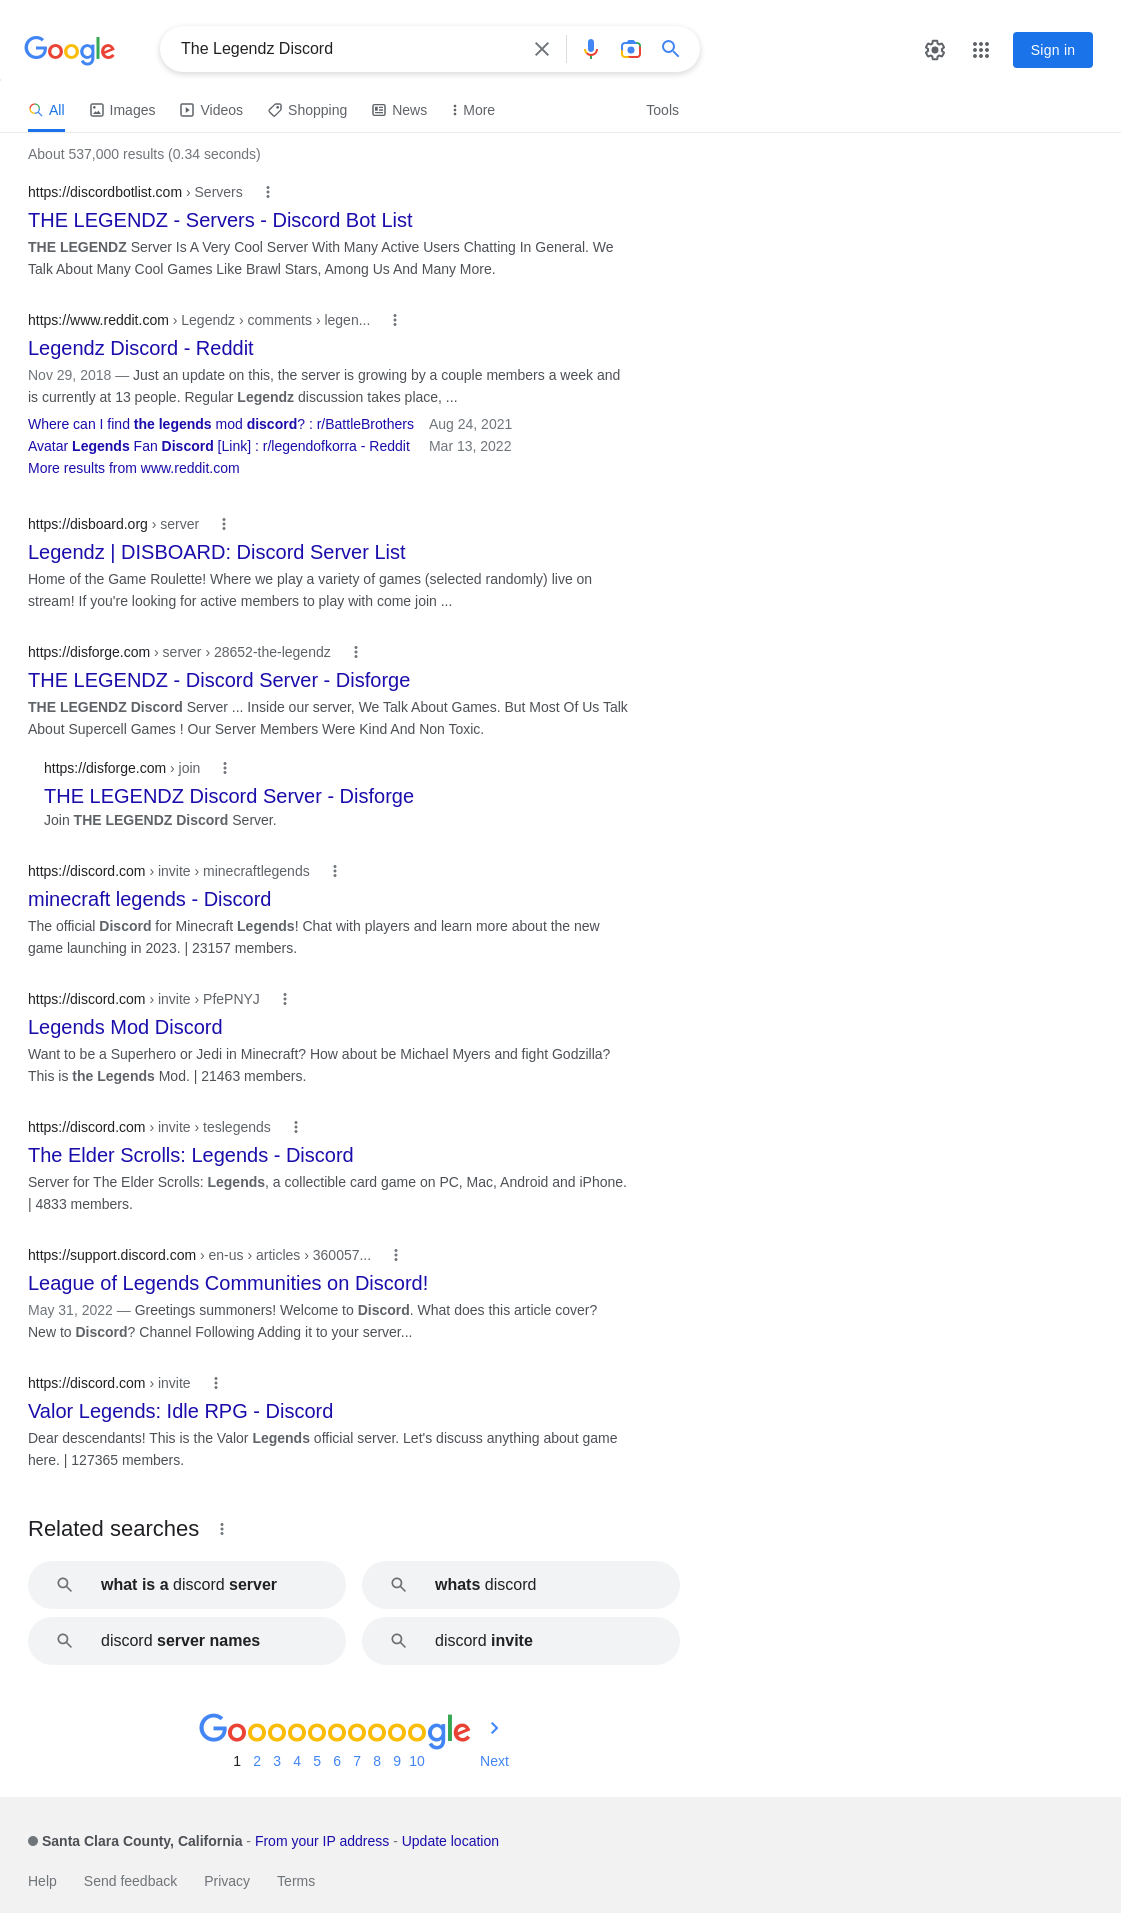 Google
The Legendz Discord
Sign in
All Images Videos Shopping News More Tools
About 537,000 results (0.34 seconds)
https://discordbotlist.com › Servers
THE LEGENDZ - Servers - Discord Bot List
THE LEGENDZ Server Is A Very Cool Server With Many Active Users Chatting In General. We
Talk About Many Cool Games Like Brawl Stars, Among Us And Many More.
https://www.reddit.com › Legendz › comments › legen...
Legendz Discord - Reddit
Nov 29, 2018 — Just an update on this, the server is growing by a couple members a week and
is currently at 13 people. Regular Legendz discussion takes place, ...
Where can I find the legends mod discord? : r/BattleBrothers Aug 24, 2021
Avatar Legends Fan Discord [Link] : r/legendofkorra - Reddit Mar 13, 2022
More results from www.reddit.com
https://disboard.org › server
Legendz | DISBOARD: Discord Server List
Home of the Game Roulette! Where we play a variety of games (selected randomly) live on
stream! If you're looking for active members to play with come join ...
https://disforge.com › server › 28652-the-legendz
THE LEGENDZ - Discord Server - Disforge
THE LEGENDZ Discord Server ... Inside our server, We Talk About Games. But Most Of Us Talk
About Supercell Games ! Our Server Members Were Kind And Non Toxic.
https://disforge.com › join
THE LEGENDZ Discord Server - Disforge
Join THE LEGENDZ Discord Server.
https://discord.com › invite › minecraftlegends
minecraft legends - Discord
The official Discord for Minecraft Legends! Chat with players and learn more about the new
game launching in 2023. | 23157 members.
https://discord.com › invite › PfePNYJ
Legends Mod Discord
Want to be a Superhero or Jedi in Minecraft? How about be Michael Myers and fight Godzilla?
This is the Legends Mod. | 21463 members.
https://discord.com › invite › teslegends
The Elder Scrolls: Legends - Discord
Server for The Elder Scrolls: Legends, a collectible card game on PC, Mac, Android and iPhone.
| 4833 members.
https://support.discord.com › en-us › articles › 360057...
League of Legends Communities on Discord!
May 31, 2022 — Greetings summoners! Welcome to Discord. What does this article cover?
New to Discord? Channel Following Adding it to your server...
https://discord.com › invite
Valor Legends: Idle RPG - Discord
Dear descendants! This is the Valor Legends official server. Let's discuss anything about game
here. | 127365 members.
Related searches
what is a discord server
whats discord
discord server names
discord invite
Goooooooooogle
1 2 3 4 5 6 7 8 9 10 Next
Santa Clara County, California - From your IP address - Update location
Help Send feedback Privacy Terms